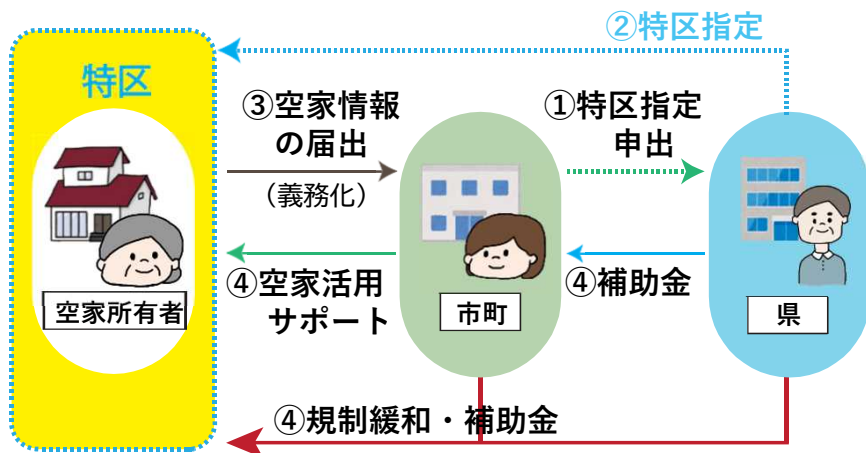 ②特区指定
特区
③空家情報
の届出
（義務化）
①特区指定
申出
④空家活用
サポート
④補助金
空家所有者
市町
県
④規制緩和・補助金